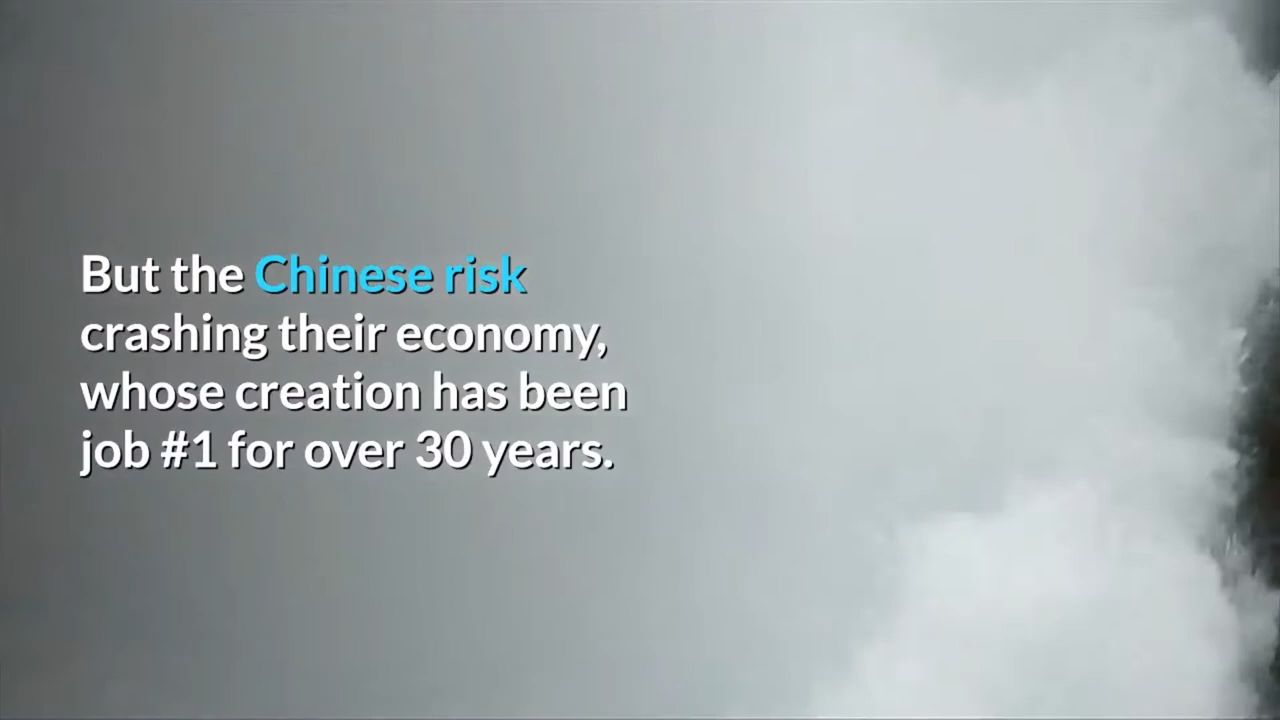 But the Chinese risk
crashing their economy,
whose creation has been
job #1 for over 30 years.